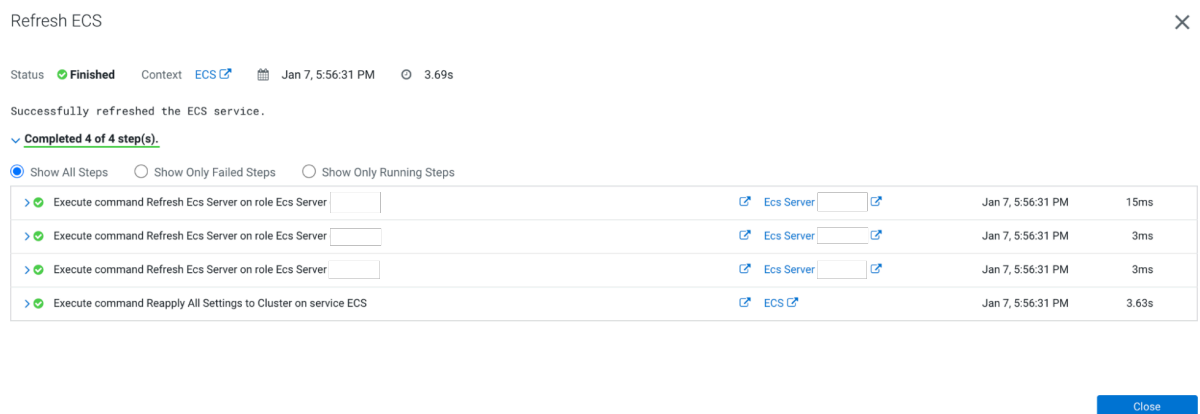 Refresh ECS
Status Finished Context ECS Jan 7, 5:56:31 PM 3.69s
Successfully refreshed the ECS service.
Completed 4 of 4 step(s).
Show All Steps Show Only Failed Steps Show Only Running Steps
Execute command Refresh Ecs Server on role Ecs Server Ecs Server Jan 7, 5:56:31 PM 15ms
Execute command Refresh Ecs Server on role Ecs Server Ecs Server Jan 7, 5:56:31 PM 3ms
Execute command Refresh Ecs Server on role Ecs Server Ecs Server Jan 7, 5:56:31 PM 3ms
Execute command Reapply All Settings to Cluster on service ECS ECS Jan 7, 5:56:31 PM 3.63s
Close